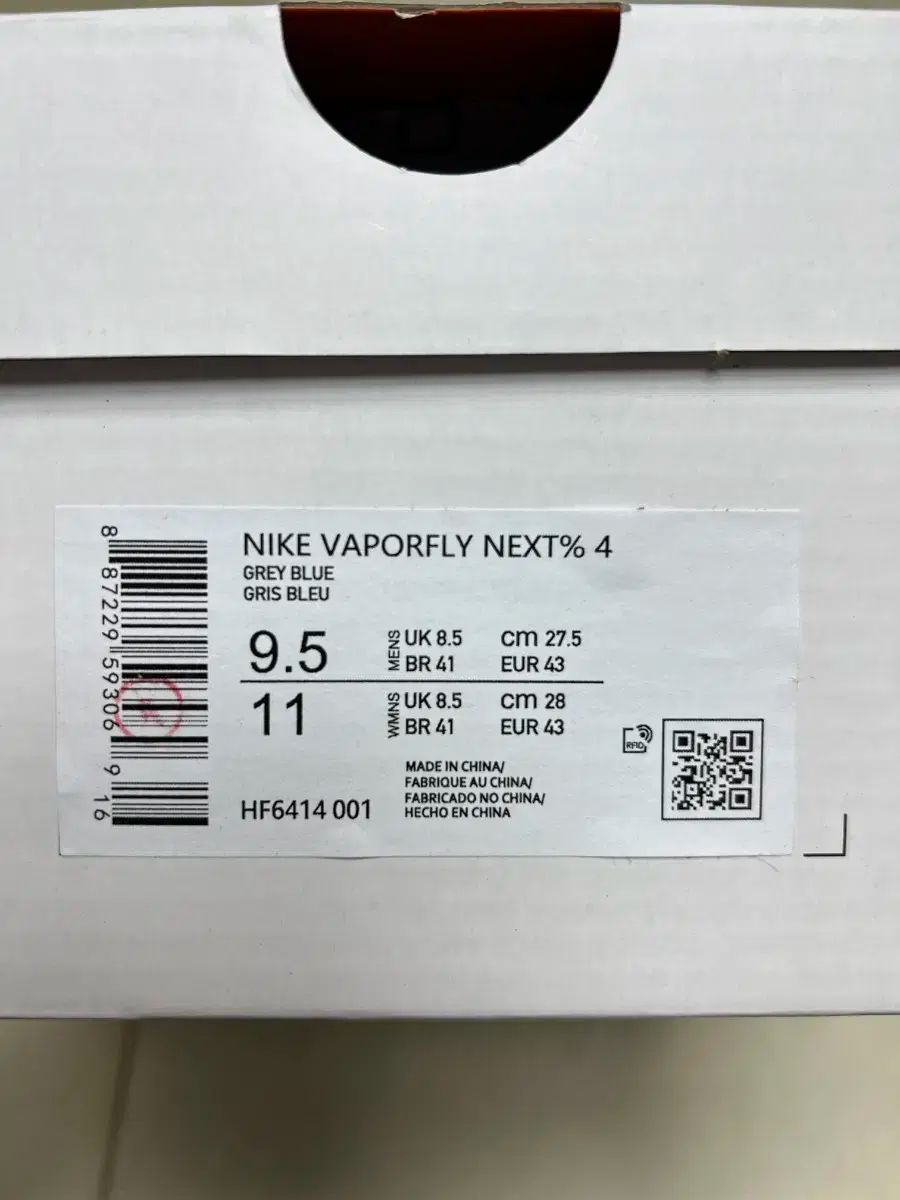 NIKE VAPORFLY NEXT% 4
GREY BLUE
GRIS BLEU
9.5
MENS
UK 8.5 cm 27.5
BR 41 EUR 43
11
WMNS
UK 8.5 cm 28
BR 41 EUR 43
MADE IN CHINA/
FABRIQUE AU CHINA/
FABRICADO NO CHINA/
HECHO EN CHINA
HF6414 001
RFID
8 87229 59306 9 16